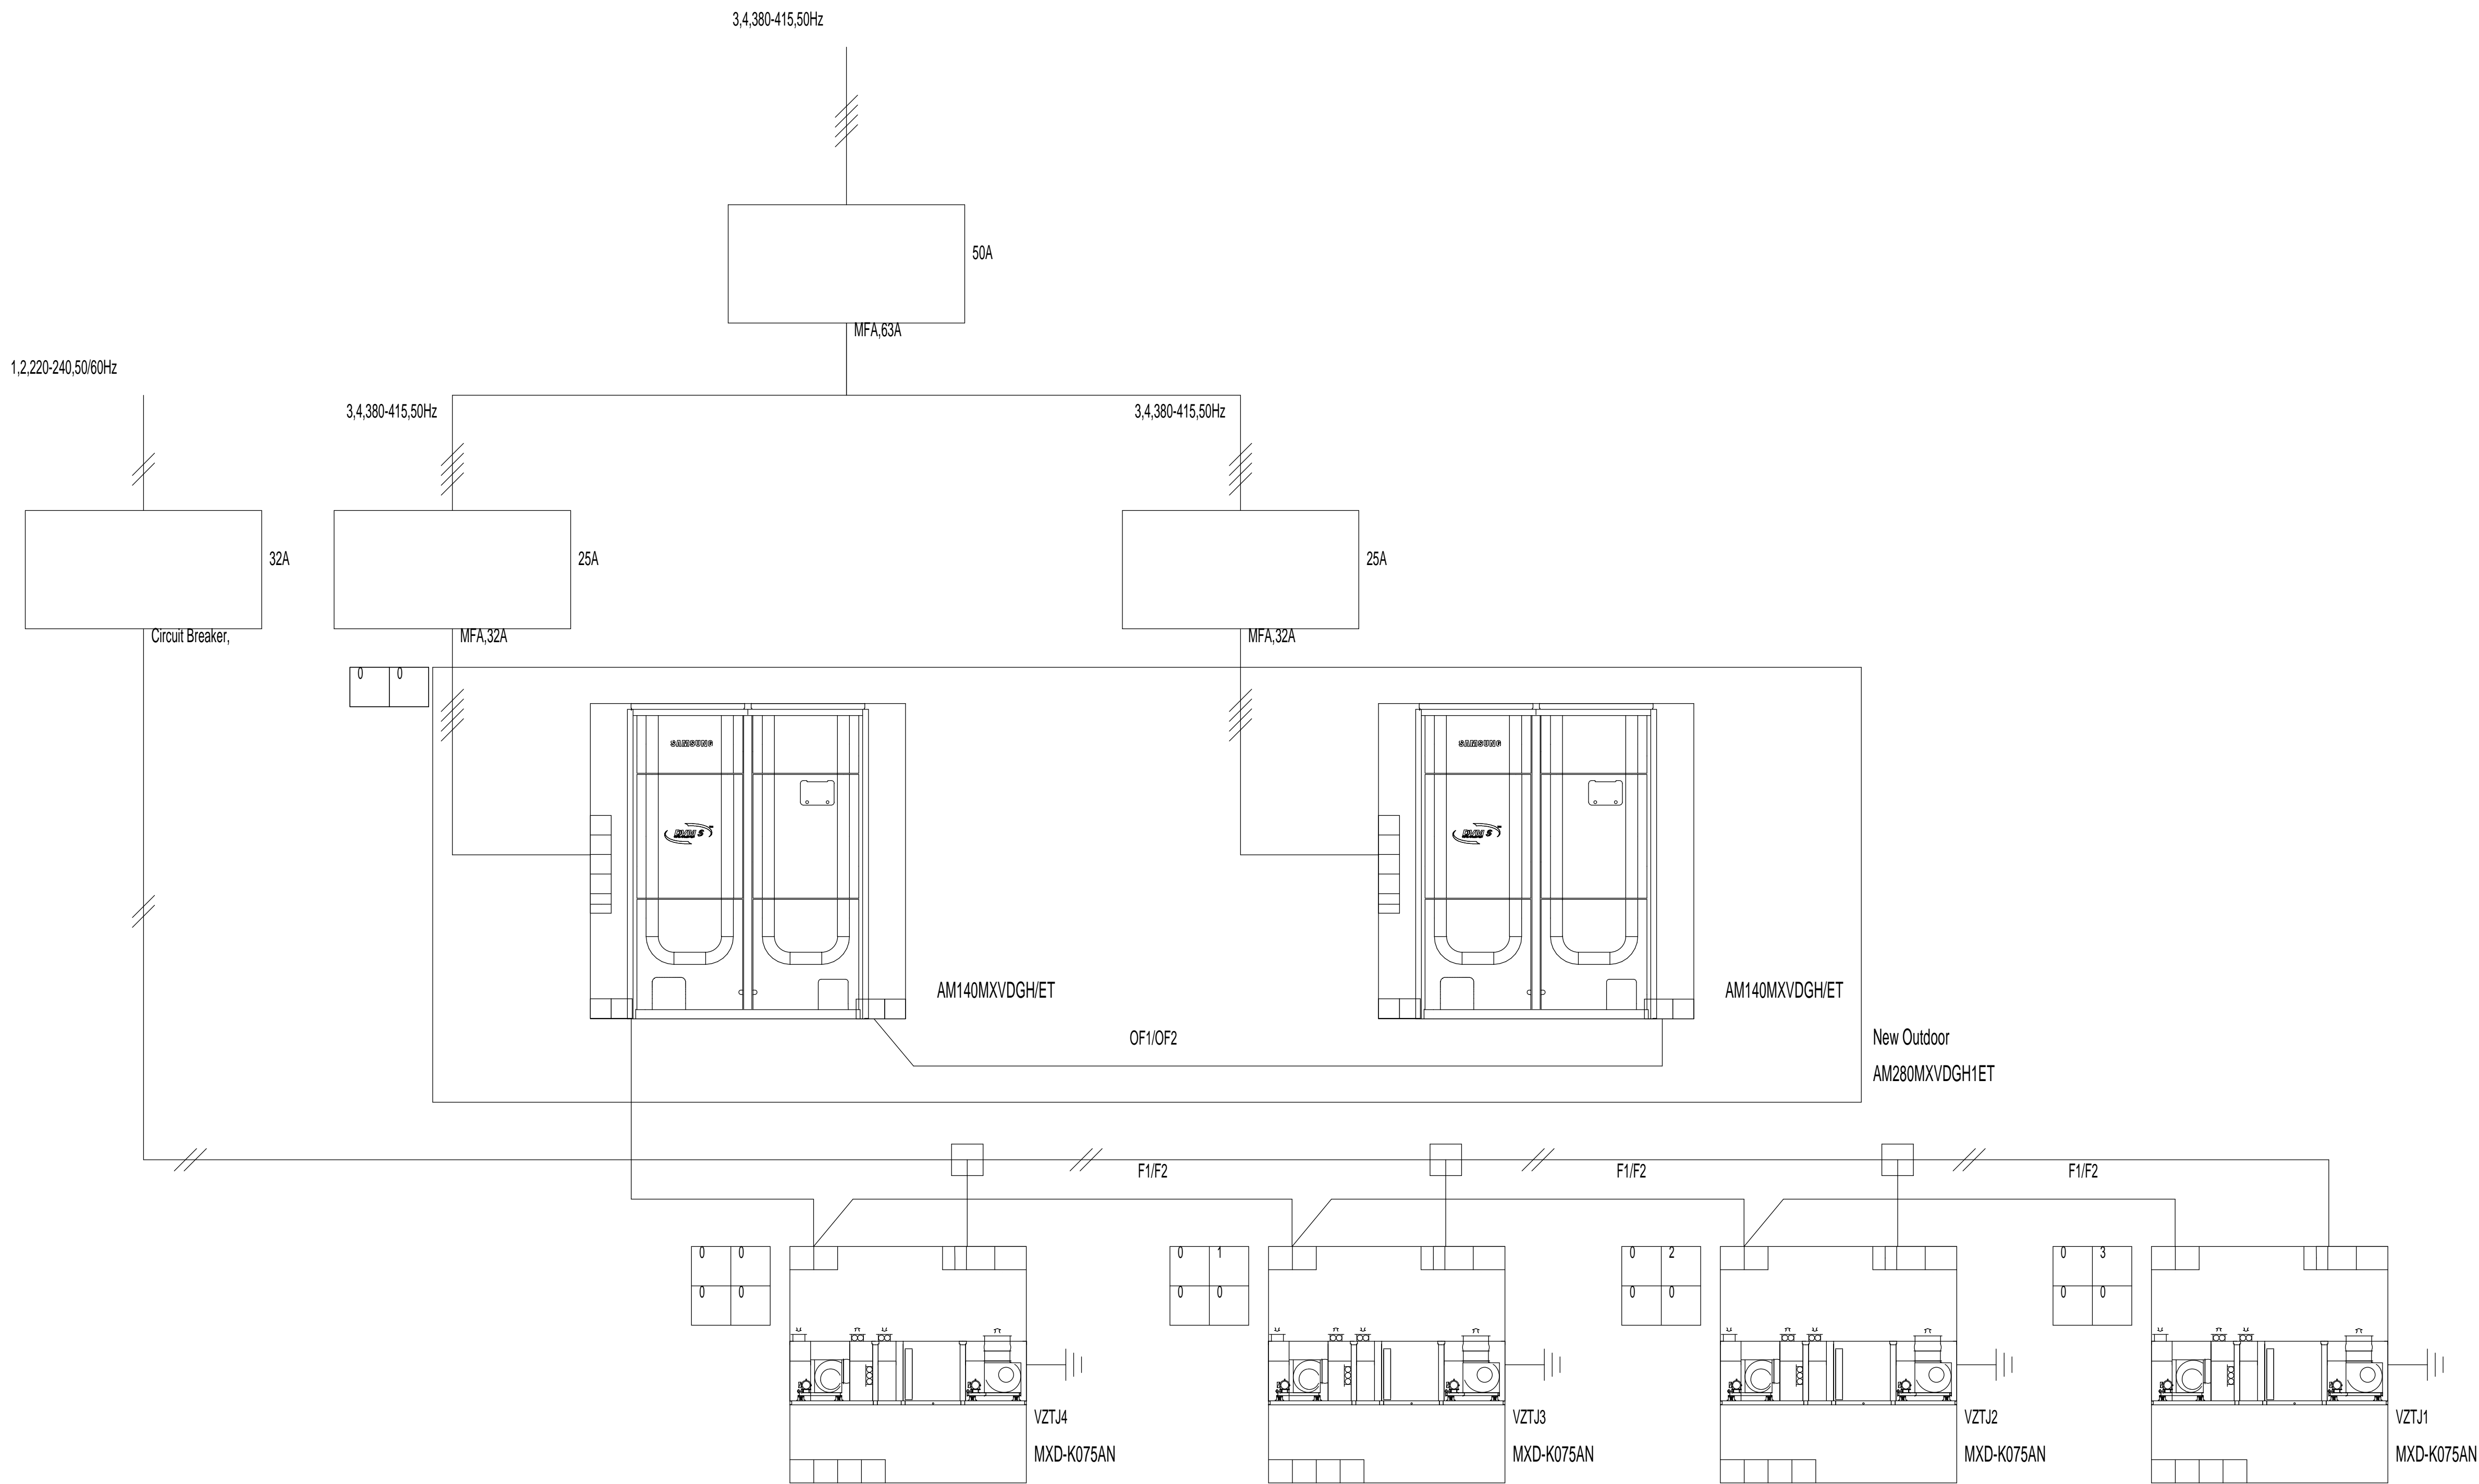 3,4,380-415,50Hz
50A
MFA,63A
1,2,220-240,50/60Hz
3,4,380-415,50Hz
3,4,380-415,50Hz
32A
25A
25A
Circuit Breaker,
MFA,32A
MFA,32A
0 0
SAMSUNG
SAMSUNG
DVM S
DVM S
AM140MXVDGH/ET
AM140MXVDGH/ET
OF1/OF2
New Outdoor
AM280MXVDGH1ET
F1/F2
F1/F2
F1/F2
0 0
0 0
0 1
0 0
0 2
0 0
0 3
0 0
VZTJ4
MXD-K075AN
VZTJ3
MXD-K075AN
VZTJ2
MXD-K075AN
VZTJ1
MXD-K075AN